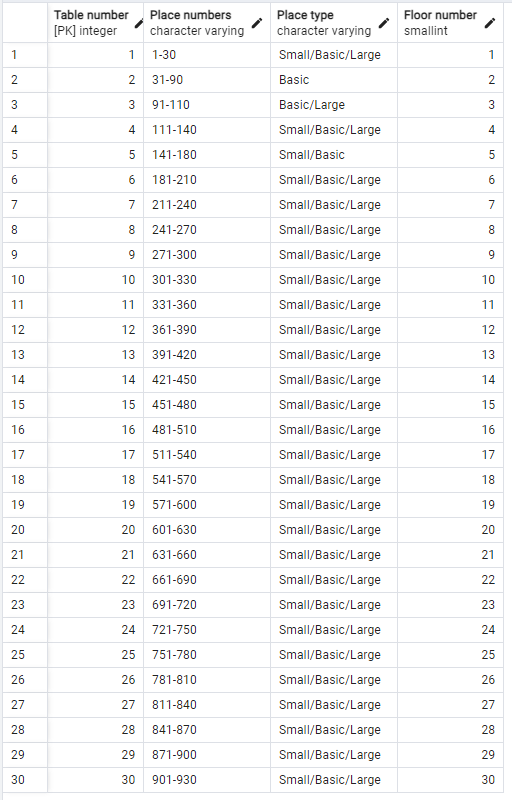 Table number Place numbers Place type Floor number
[PK] integer character varying character varying smallint
1 1 1-30 Small/Basic/Large 1
2 2 31-90 Basic 2
3 3 91-110 Basic/Large 3
4 4 111-140 Small/Basic/Large 4
5 5 141-180 Small/Basic 5
6 6 181-210 Small/Basic/Large 6
7 7 211-240 Small/Basic/Large 7
8 8 241-270 Small/Basic/Large 8
9 9 271-300 Small/Basic/Large 9
10 10 301-330 Small/Basic/Large 10
11 11 331-360 Small/Basic/Large 11
12 12 361-390 Small/Basic/Large 12
13 13 391-420 Small/Basic/Large 13
14 14 421-450 Small/Basic/Large 14
15 15 451-480 Small/Basic/Large 15
16 16 481-510 Small/Basic/Large 16
17 17 511-540 Small/Basic/Large 17
18 18 541-570 Small/Basic/Large 18
19 19 571-600 Small/Basic/Large 19
20 20 601-630 Small/Basic/Large 20
21 21 631-660 Small/Basic/Large 21
22 22 661-690 Small/Basic/Large 22
23 23 691-720 Small/Basic/Large 23
24 24 721-750 Small/Basic/Large 24
25 25 751-780 Small/Basic/Large 25
26 26 781-810 Small/Basic/Large 26
27 27 811-840 Small/Basic/Large 27
28 28 841-870 Small/Basic/Large 28
29 29 871-900 Small/Basic/Large 29
30 30 901-930 Small/Basic/Large 30